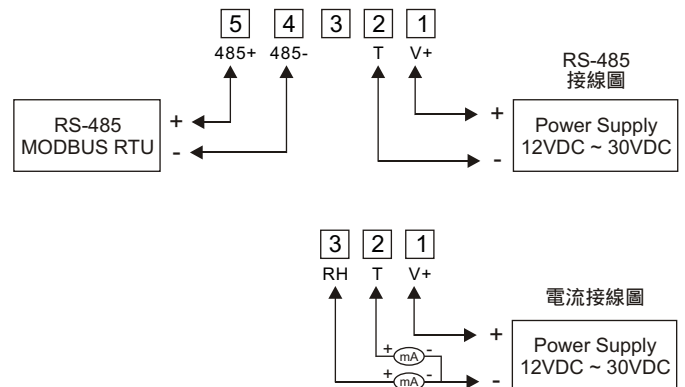 5 4 3 2 1
485+ 485- T V+
RS-485
接線圖
RS-485
MODBUS RTU
+
-
+
-
Power Supply
12VDC ~ 30VDC
3 2 1
RH T V+
電流接線圖
+ mA -
+ mA -
+
-
Power Supply
12VDC ~ 30VDC